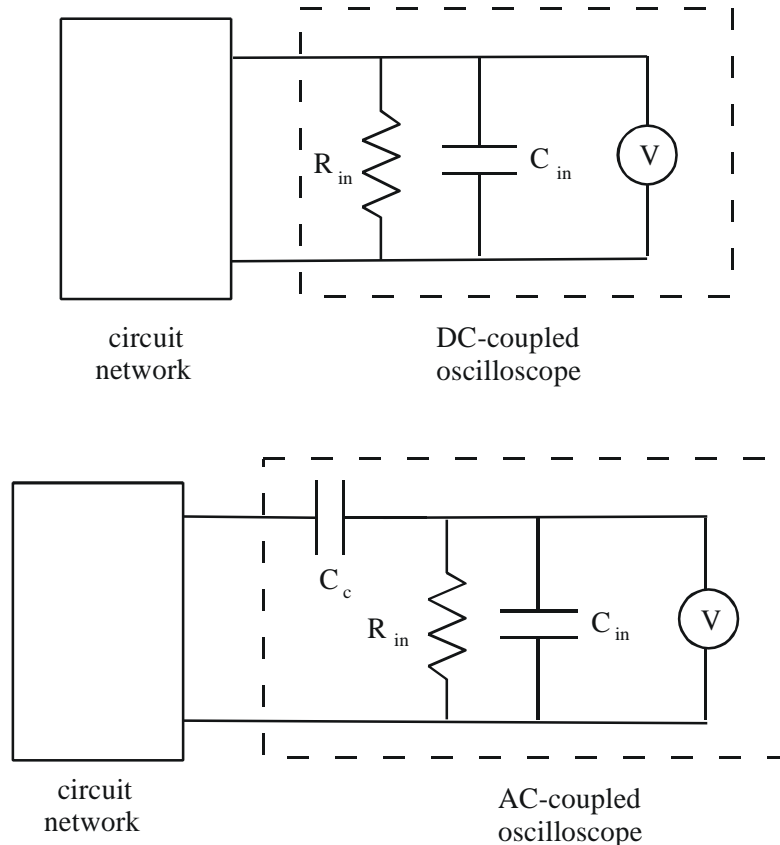 R in
C in
V
circuit
network
DC-coupled
oscilloscope
C c
R in
C in
V
circuit
network
AC-coupled
oscilloscope